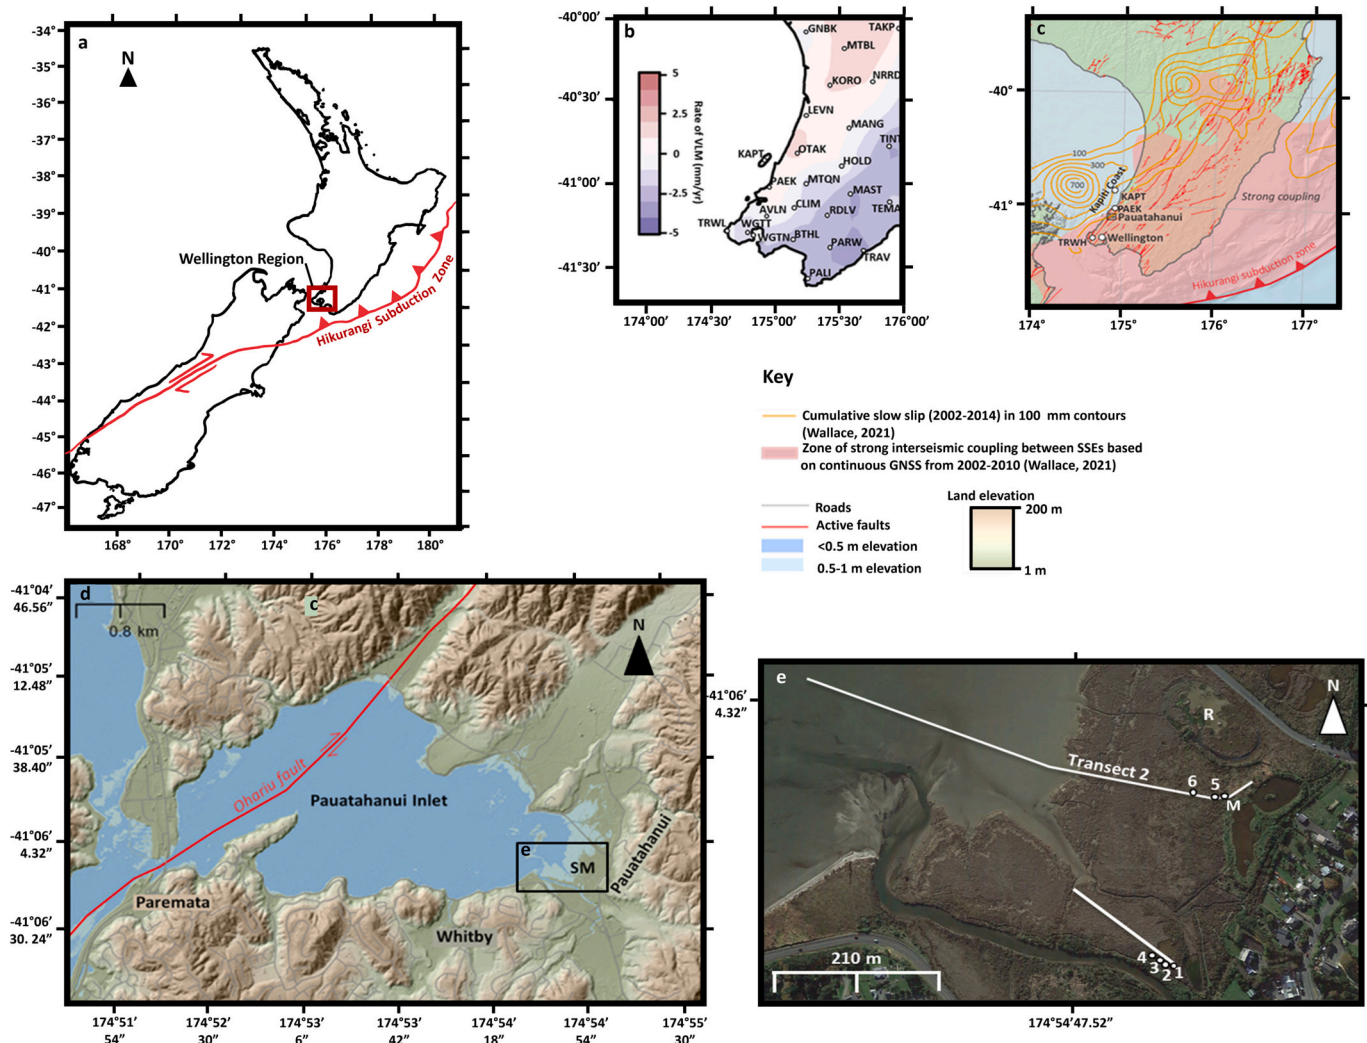 a
N
-34°
-35°
-36°
-37°
-38°
-39°
-40°
-41°
-42°
-43°
-44°
-45°
-46°
-47°
Wellington Region
Hikurangi Subduction Zone
168°
170°
172°
174°
176°
178°
180°
b
-40°00'
-40°30'
-41°00'
-41°30'
5
2.5
0
-2.5
-5
Rate of VLM (mm/yr)
GNBK
TAKP
MTBL
KORO
NRRD
LEVN
MANG
TINT
OTAK
KAPT
HOLD
PAEK
MTQN
MAST
CLIM
AVLN
RDLV
TEMA
TRWL
WGTT
WGTN
BTHL
PARW
TRAV
PALI
174°00'
174°30'
175°00'
175°30'
176°00'
c
-40°
-41°
100
300
700
Kapiti Coast
KAPT
PAEK
Pauatahanui
TRWH
Wellington
Strong coupling
Hikurangi subduction zone
174°
175°
176°
177°
Key
Cumulative slow slip (2002-2014) in 100 mm contours
(Wallace, 2021)
Zone of strong interseismic coupling between SSEs based
on continuous GNSS from 2002-2010 (Wallace, 2021)
Roads
Active faults
<0.5 m elevation
0.5-1 m elevation
Land elevation
200 m
1 m
d
c
0.8 km
N
-41°04'
46.56"
-41°05'
12.48"
-41°05'
38.40"
-41°06'
4.32"
-41°06'
30. 24"
Ohariu fault
Pauatahanui Inlet
e
SM
Pauatahanui
Paremata
Whitby
174°51'
54"
174°52'
30"
174°53'
6"
174°53'
42"
174°54'
18"
174°54'
54"
174°55'
30"
e
-41°06'
4.32"
R
N
Transect 2
6
5
M
4
3
2
1
210 m
174°54'47.52"